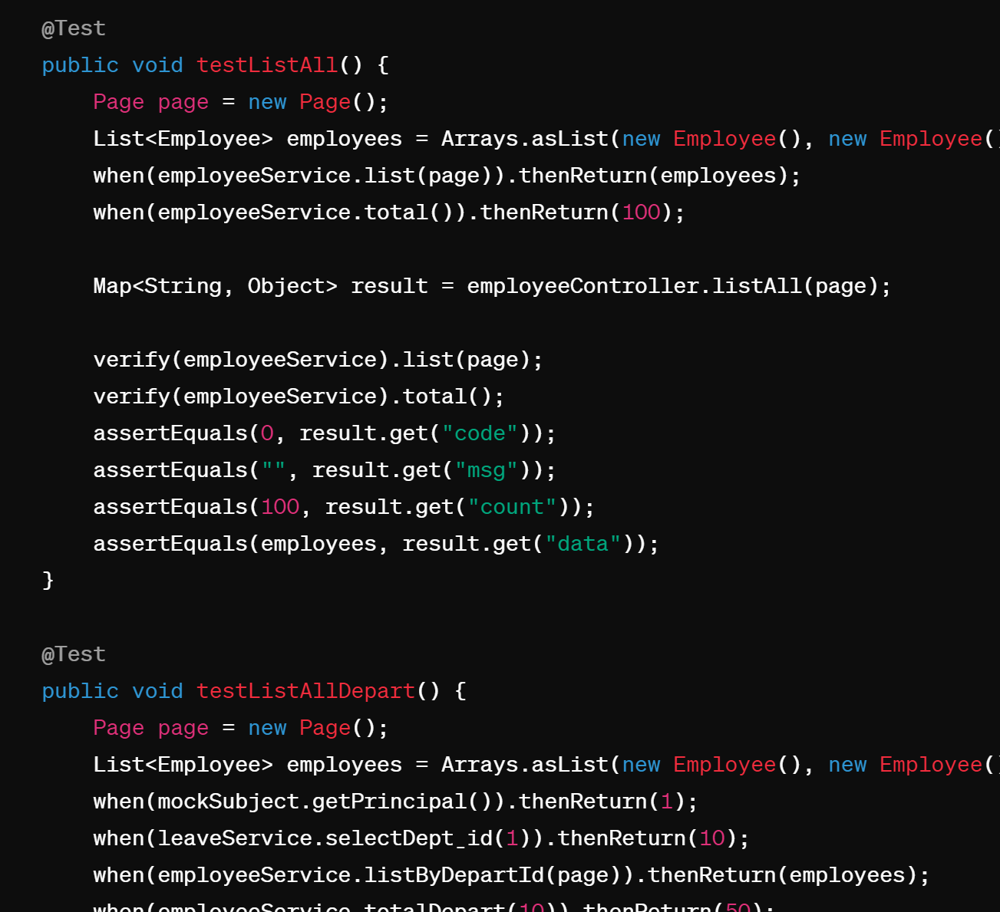 @Test
public void testListAll() {
Page page = new Page();
List<Employee> employees = Arrays.asList(new Employee(), new Employee()
when(employeeService.list(page)).thenReturn(employees);
when(employeeService.total()).thenReturn(100);
Map<String, Object> result = employeeController.listAll(page);
verify(employeeService).list(page);
verify(employeeService).total();
assertEquals(0, result.get("code"));
assertEquals("", result.get("msg"));
assertEquals(100, result.get("count"));
assertEquals(employees, result.get("data"));
}
@Test
public void testListAllDepart() {
Page page = new Page();
List<Employee> employees = Arrays.asList(new Employee(), new Employee()
when(mockSubject.getPrincipal()).thenReturn(1);
when(leaveService.selectDept_id(1)).thenReturn(10);
when(employeeService.listByDepartId(page)).thenReturn(employees);
when(employeeService.totalDepart(10)).thenReturn(50);